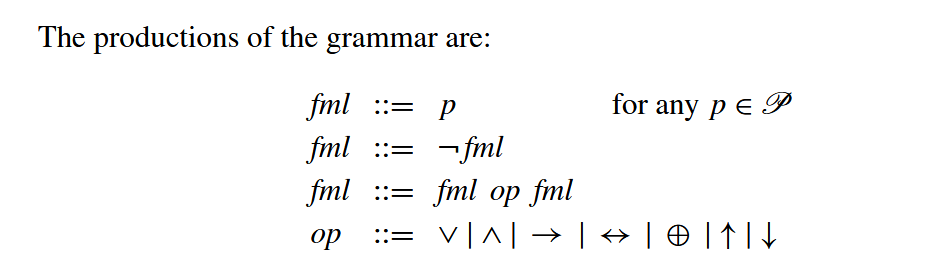 The productions of the grammar are:
fml ::= p for any p ∈ 𝒫
fml ::= ¬fml
fml ::= fml op fml
op ::= ∨ | ∧ | → | ↔ | ⊕ | ↑ | ↓